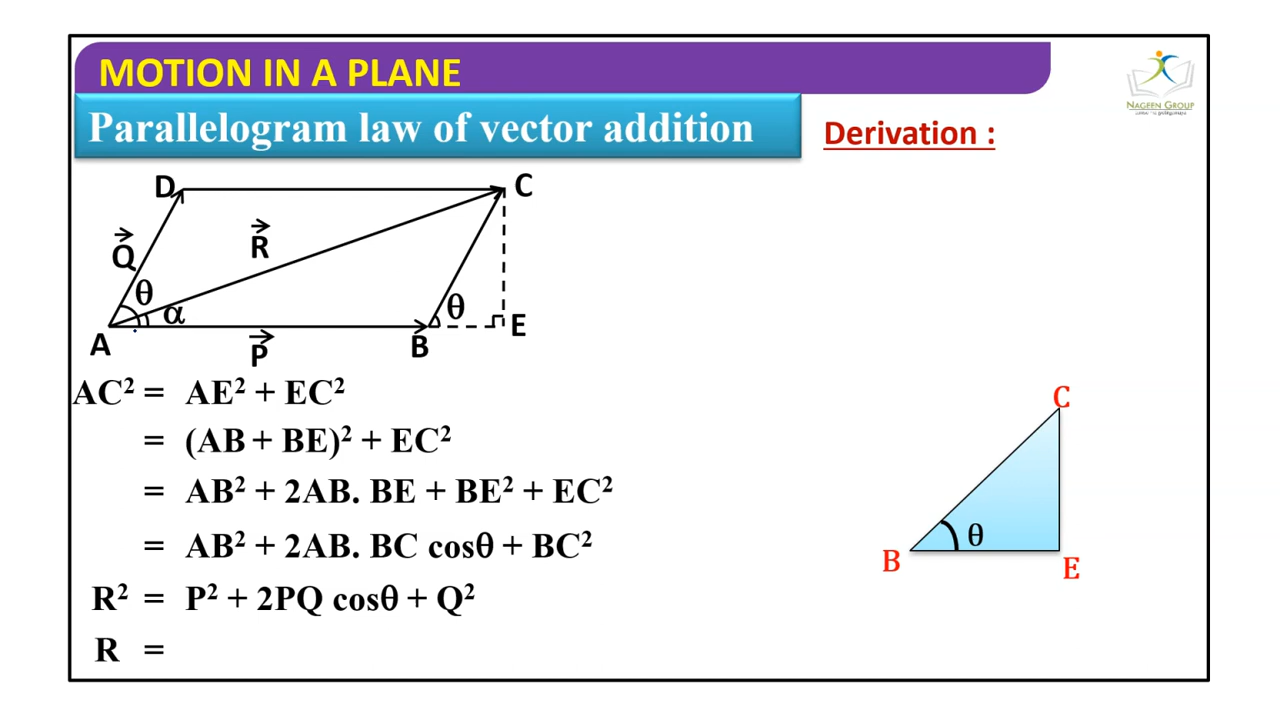 MOTION IN A PLANE
NAGEEN GROUP
Parallelogram law of vector addition
Derivation :
D
C
Q⃗
R⃗
θ
α
θ
A
P⃗
B
E
AC² = AE² + EC²
= (AB + BE)² + EC²
= AB² + 2AB. BE + BE² + EC²
= AB² + 2AB. BC cosθ + BC²
R² = P² + 2PQ cosθ + Q²
R =
C
θ
B
E